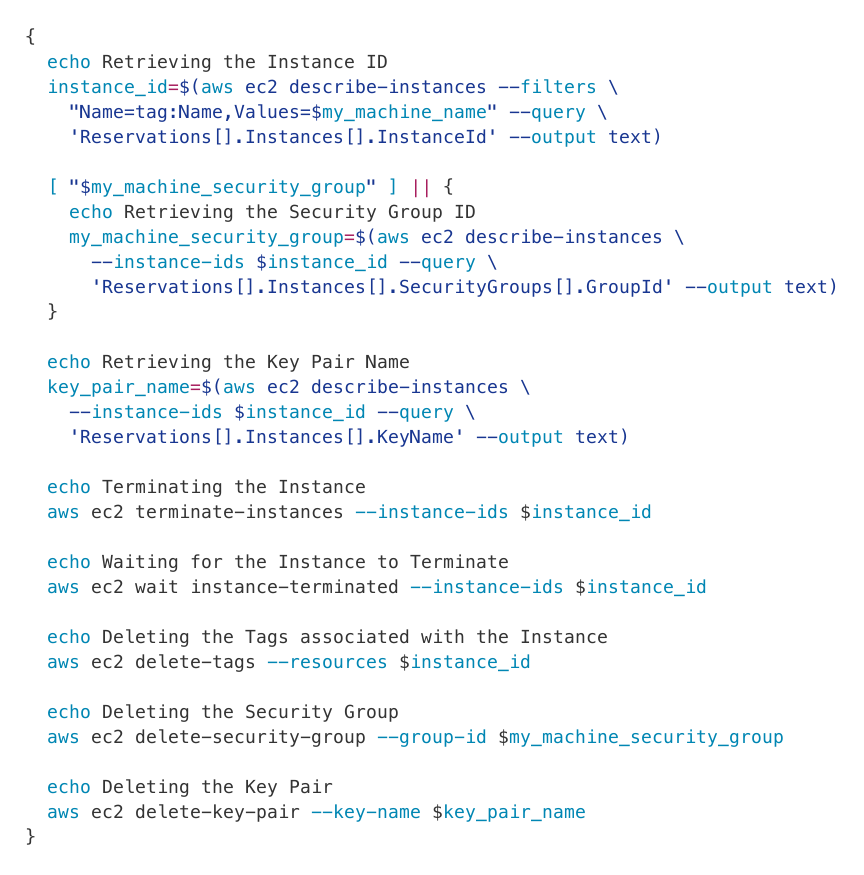 {
  echo Retrieving the Instance ID
  instance_id=$(aws ec2 describe-instances --filters \
    "Name=tag:Name,Values=$my_machine_name" --query \
    'Reservations[].Instances[].InstanceId' --output text)

  [ "$my_machine_security_group" ] || {
    echo Retrieving the Security Group ID
    my_machine_security_group=$(aws ec2 describe-instances \
      --instance-ids $instance_id --query \
      'Reservations[].Instances[].SecurityGroups[].GroupId' --output text)
  }

  echo Retrieving the Key Pair Name
  key_pair_name=$(aws ec2 describe-instances \
    --instance-ids $instance_id --query \
    'Reservations[].Instances[].KeyName' --output text)

  echo Terminating the Instance
  aws ec2 terminate-instances --instance-ids $instance_id

  echo Waiting for the Instance to Terminate
  aws ec2 wait instance-terminated --instance-ids $instance_id

  echo Deleting the Tags associated with the Instance
  aws ec2 delete-tags --resources $instance_id

  echo Deleting the Security Group
  aws ec2 delete-security-group --group-id $my_machine_security_group

  echo Deleting the Key Pair
  aws ec2 delete-key-pair --key-name $key_pair_name
}